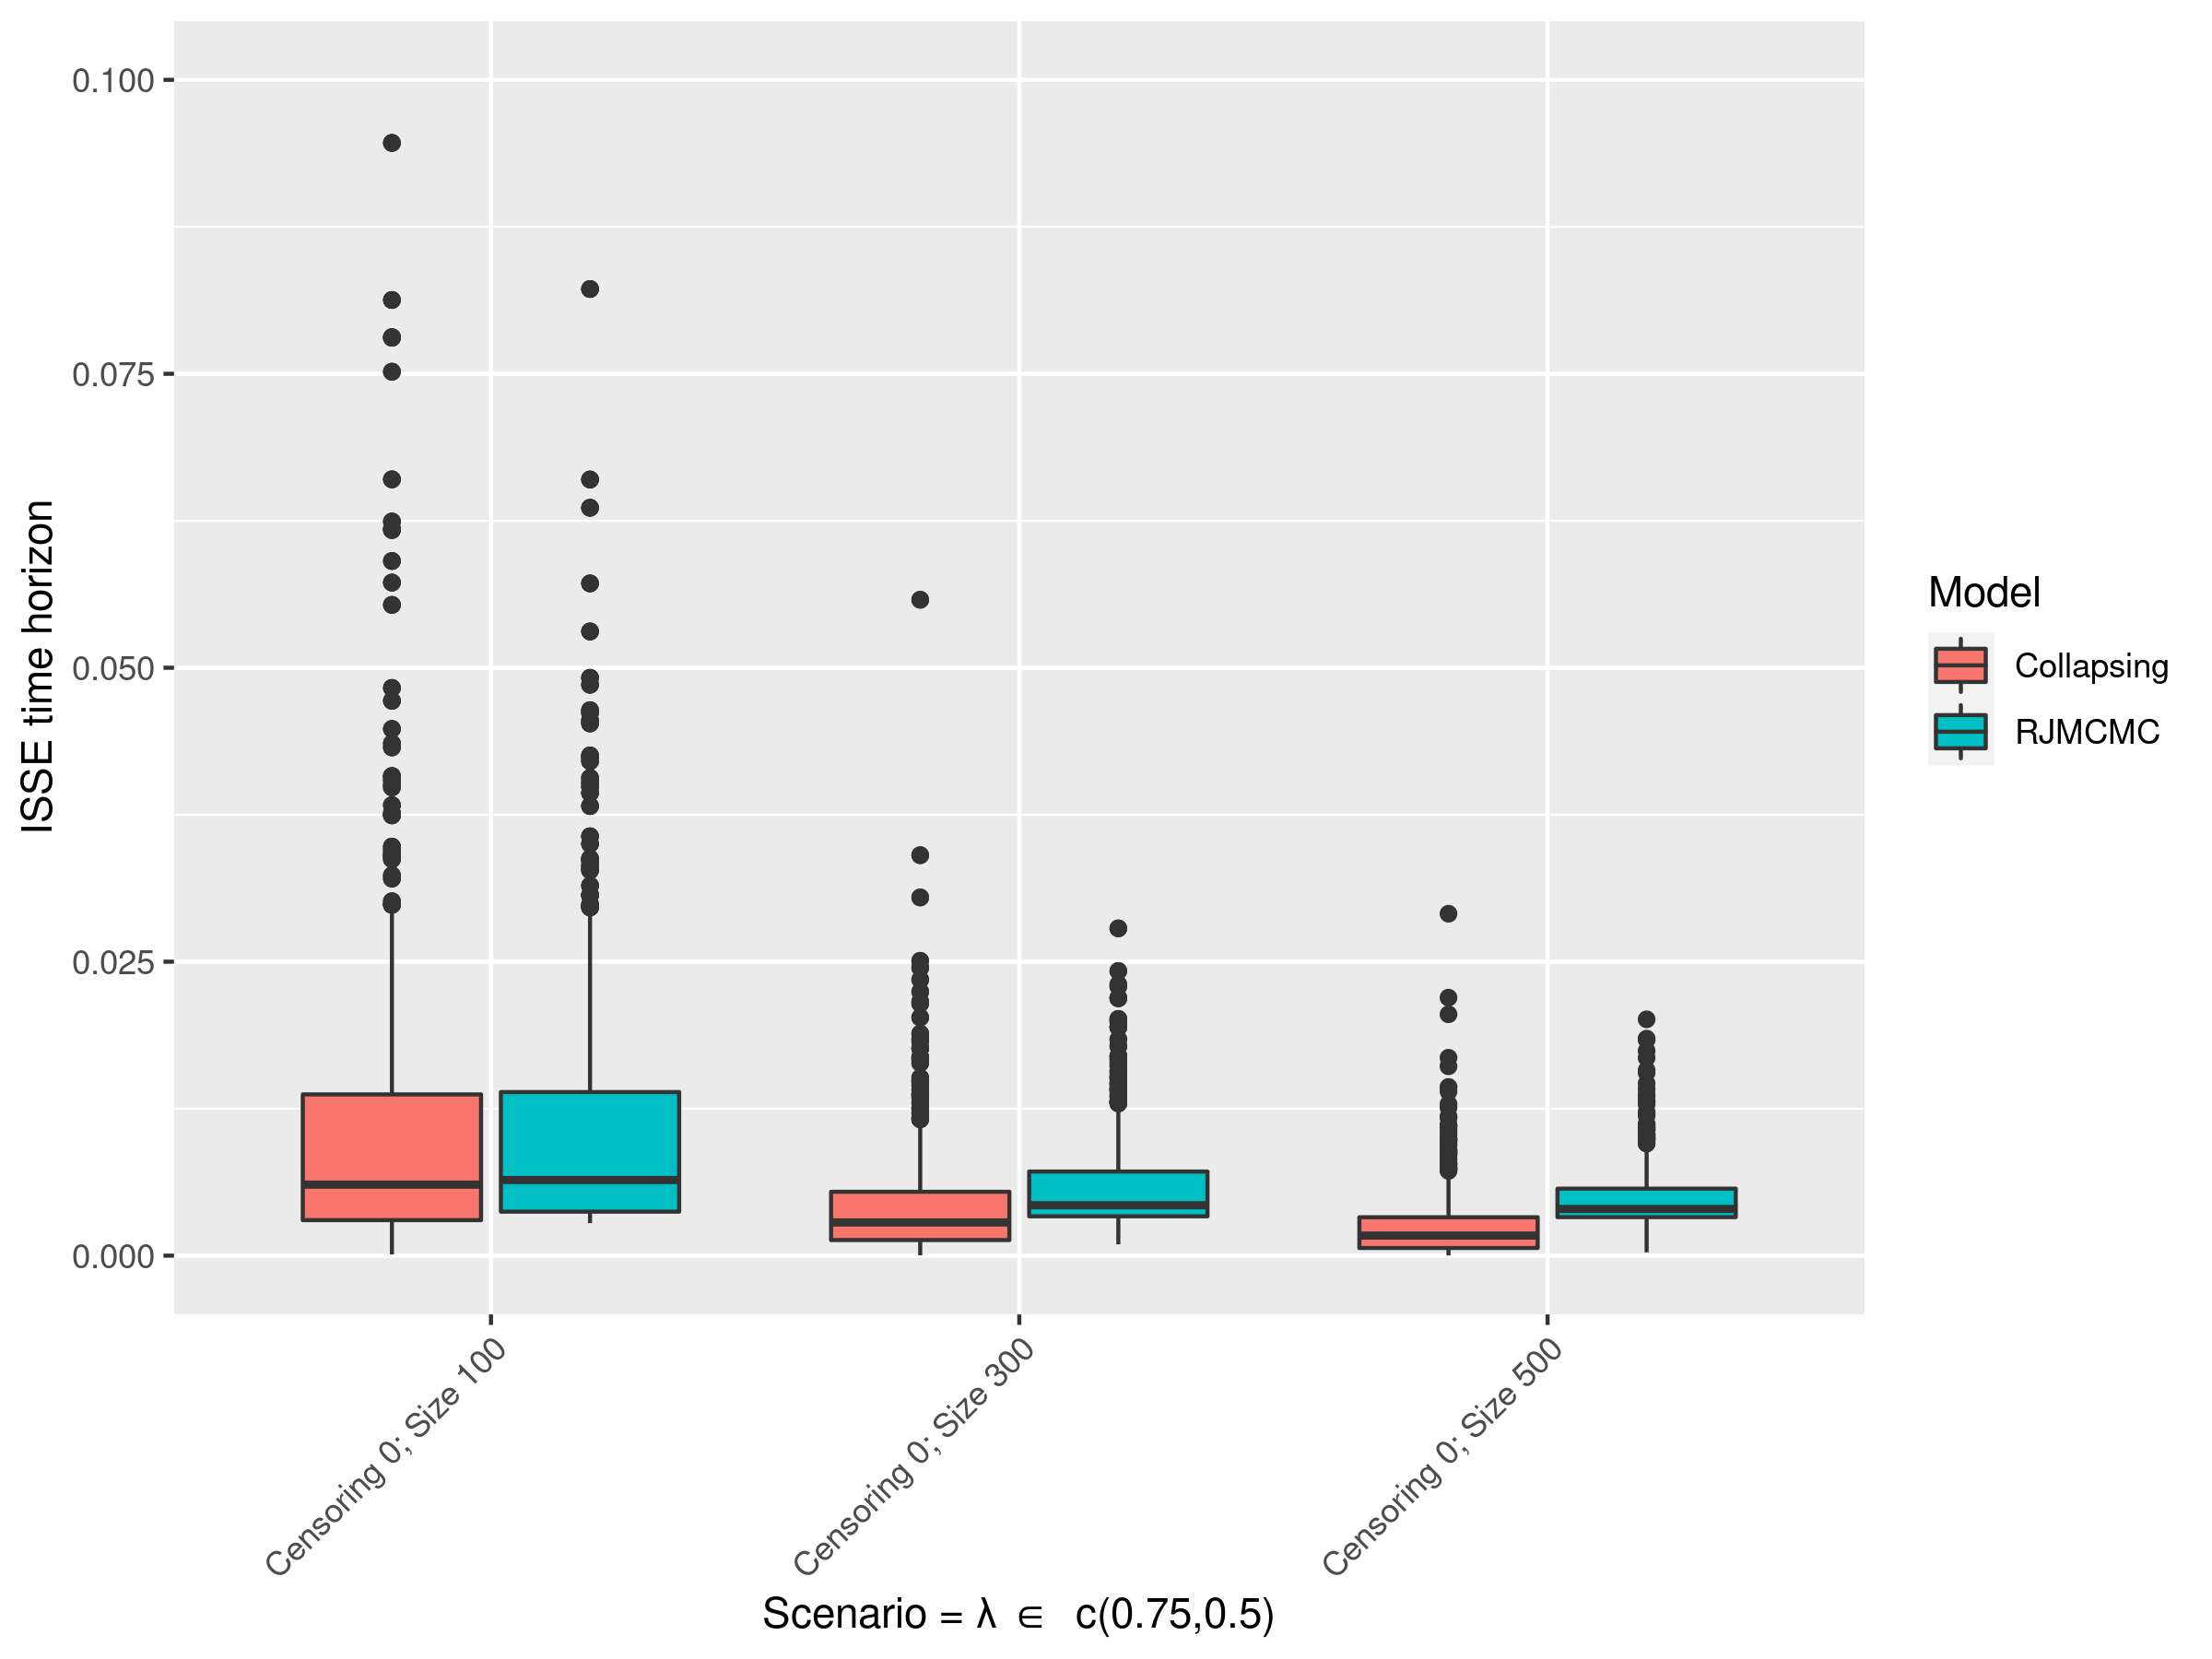 ISSE time horizon
0.100
0.075
0.050
0.025
0.000
Censoring 0; Size 100
Censoring 0; Size 300
Censoring 0; Size 500
Scenario = λ ∈ c(0.75,0.5)
Model
Collapsing
RJMCMC